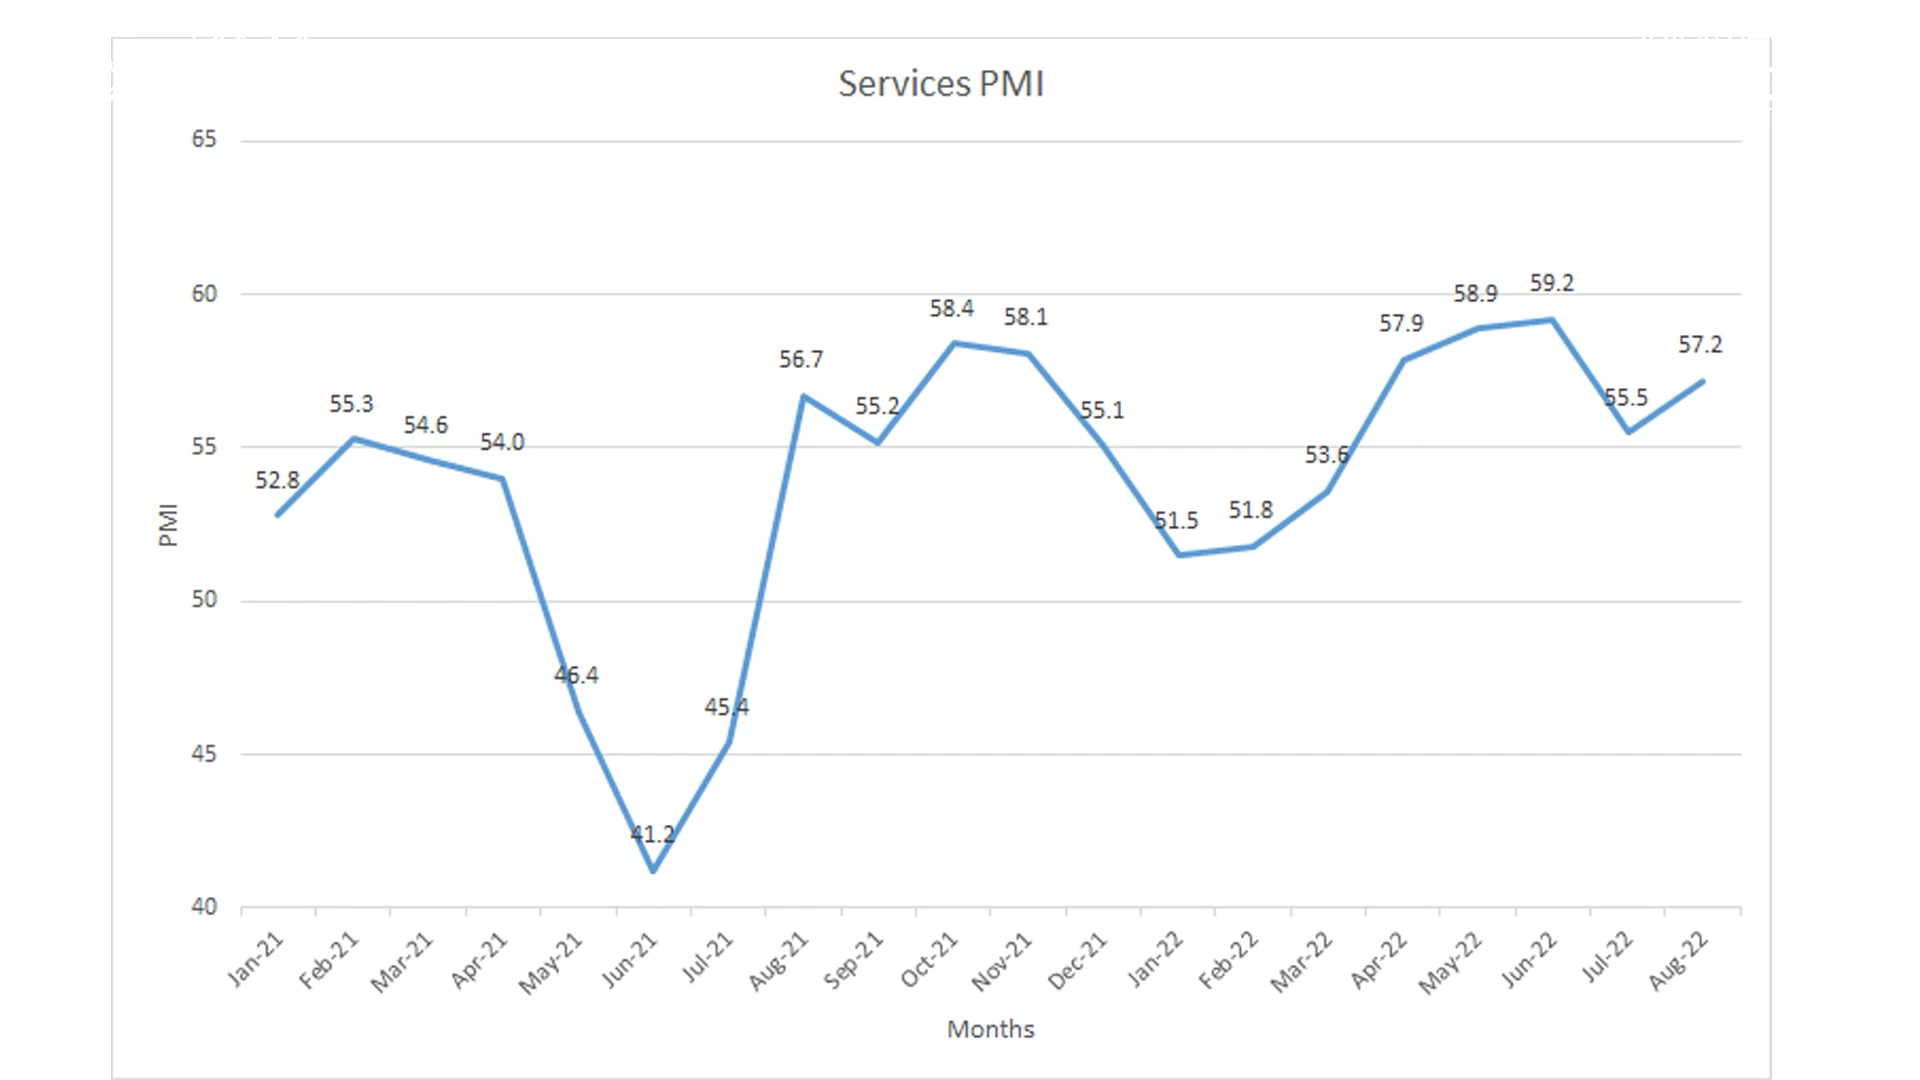 Services PMI
65
60
55
50
45
40
PMI
52.8
55.3
54.6
54.0
46.4
41.2
45.4
56.7
55.2
58.4
58.1
55.1
51.5
51.8
53.6
57.9
58.9
59.2
55.5
57.2
Jan-21
Feb-21
Mar-21
Apr-21
May-21
Jun-21
Jul-21
Aug-21
Sep-21
Oct-21
Nov-21
Dec-21
Jan-22
Feb-22
Mar-22
Apr-22
May-22
Jun-22
Jul-22
Aug-22
Months